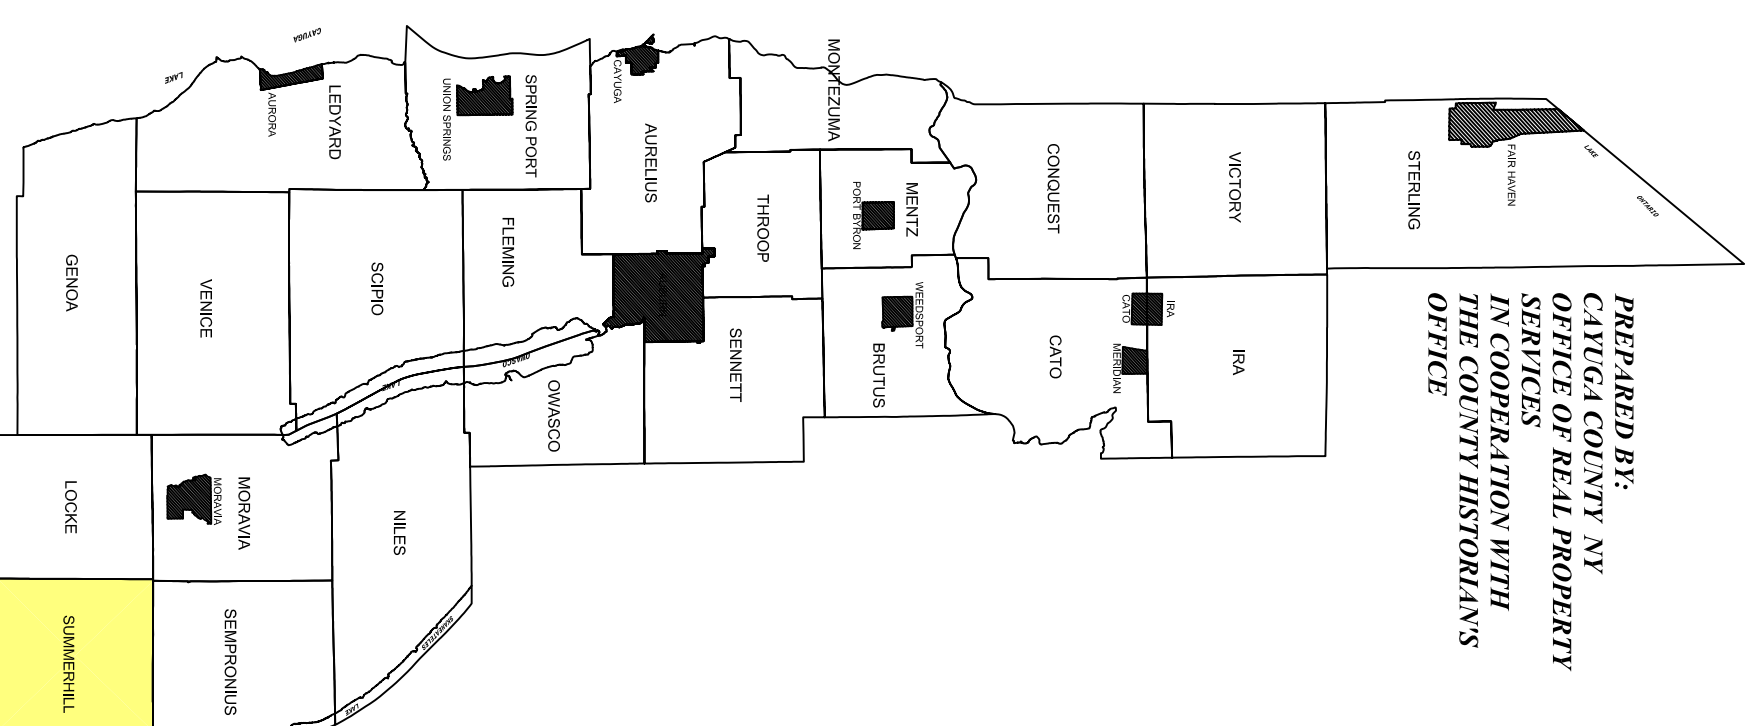 PREPARED BY:
CAYUGA COUNTY NY
OFFICE OF REAL PROPERTY
SERVICES
IN COOPERATION WITH
THE COUNTY HISTORIAN'S
OFFICE
LAKE
ONTARIO
FAIR HAVEN
STERLING
VICTORY
IRA
CONQUEST
IRA
CATO
MERIDIAN
CATO
MONTEZUMA
MENTZ
PORT BYRON
WEEDSPORT
BRUTUS
THROOP
SENNETT
CAYUGA
AURELIUS
AUBURN
SPRING PORT
UNION SPRINGS
FLEMING
OWASCO
OWASCO
LAKE
CAYUGA
LAKE
LEDYARD
AURORA
SCIPIO
NILES
SKANEATELES
LAKE
VENICE
MORAVIA
MORAVIA
SEMPRONIUS
GENOA
LOCKE
SUMMERHILL